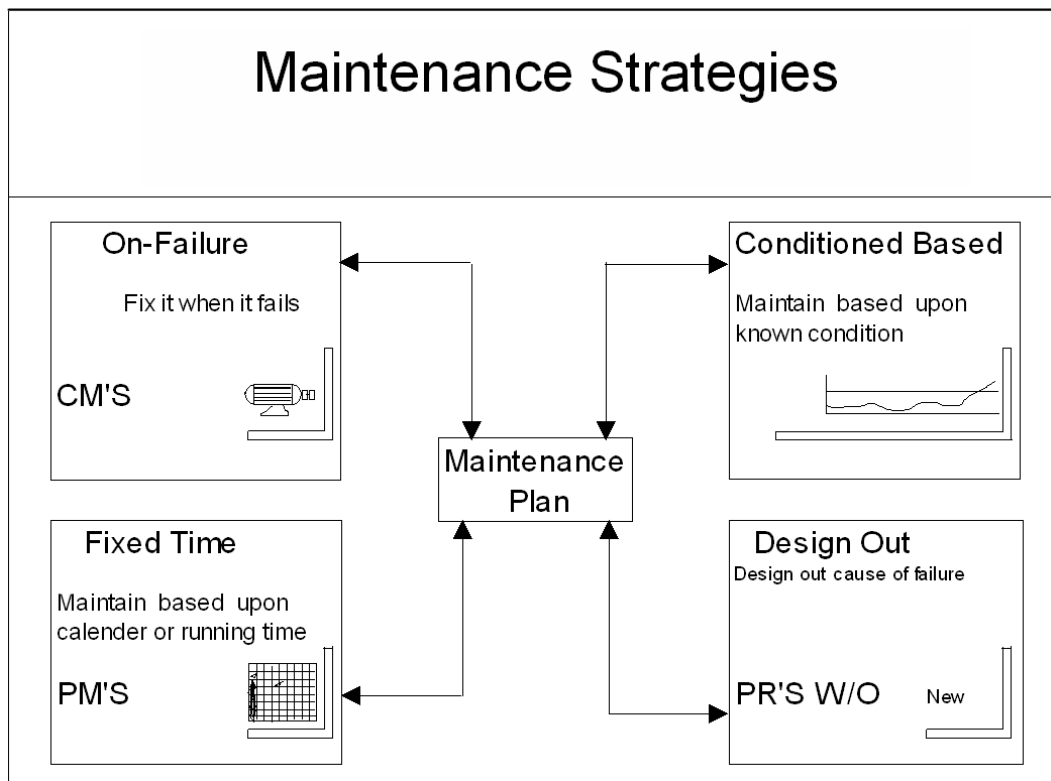 Maintenance Strategies
On-Failure
Fix it when it fails
CM'S
Conditioned Based
Maintain based upon
known condition
Maintenance
Plan
Fixed Time
Maintain based upon
calender or running time
PM'S
Design Out
Design out cause of failure
PR'S W/O
New